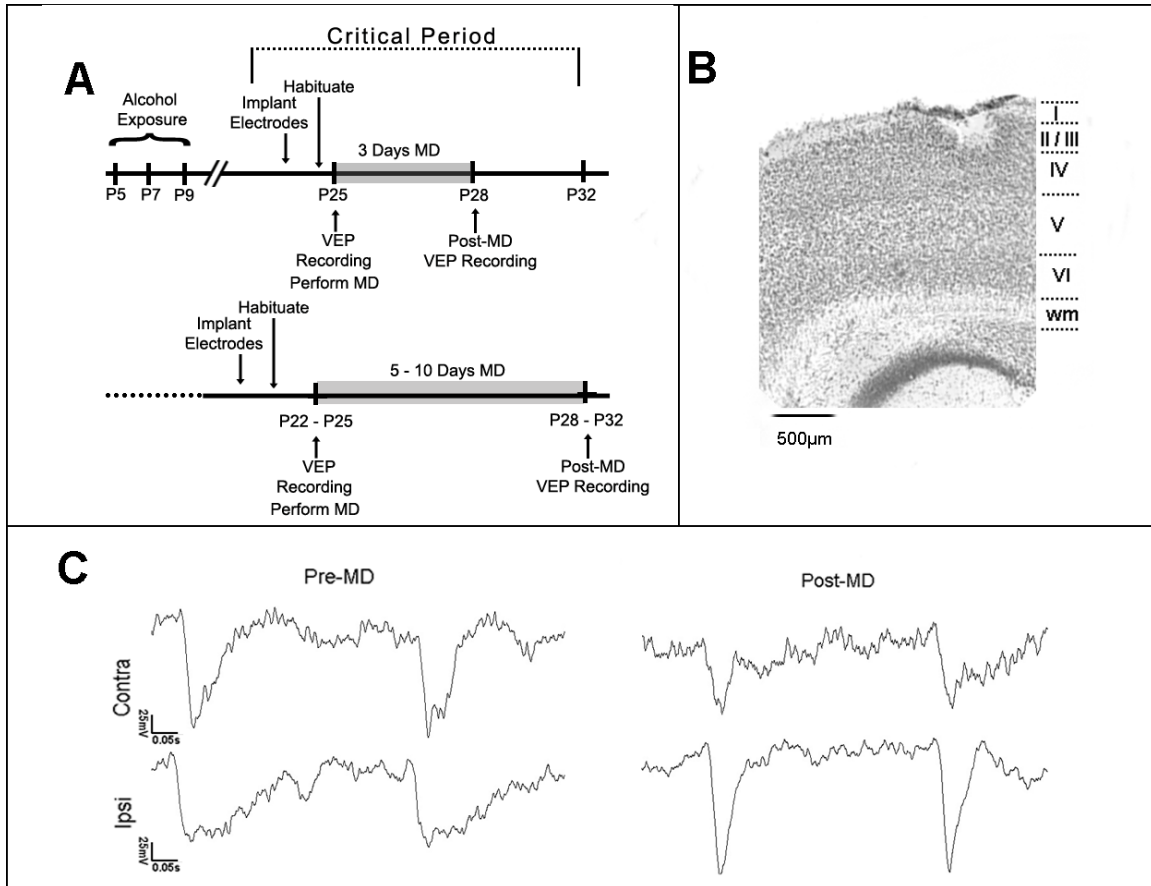 A
Critical Period
Alcohol
Exposure
Implant
Electrodes
Habituate
3 Days MD
P5
P7
P9
P25
P28
P32
VEP
Recording
Perform MD
Post-MD
VEP Recording
Implant
Electrodes
Habituate
5 - 10 Days MD
P22 - P25
P28 - P32
VEP
Recording
Perform MD
Post-MD
VEP Recording
B
I
II / III
IV
V
VI
wm
500µm
C
Pre-MD
Post-MD
Contra
25mV
0.05s
Ipsi
25mV
0.05s